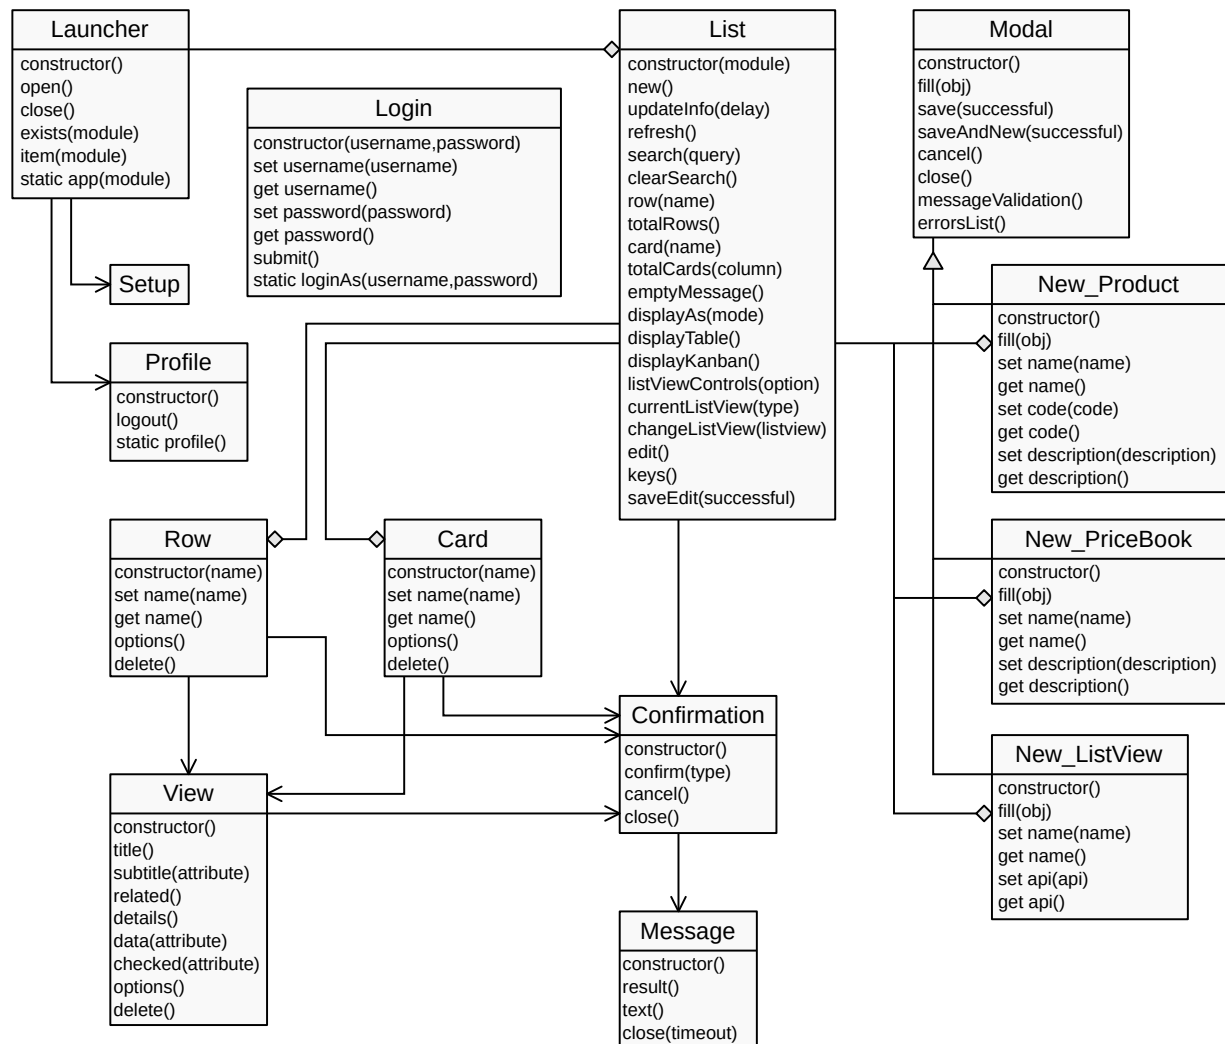 Launcher
constructor()
open()
close()
exists(module)
item(module)
static app(module)
Login
constructor(username,password)
set username(username)
get username()
set password(password)
get password()
submit()
static loginAs(username,password)
List
constructor(module)
new()
updateInfo(delay)
refresh()
search(query)
clearSearch()
row(name)
totalRows()
card(name)
totalCards(column)
emptyMessage()
displayAs(mode)
displayTable()
displayKanban()
listViewControls(option)
currentListView(type)
changeListView(listview)
edit()
keys()
saveEdit(successful)
Modal
constructor()
fill(obj)
save(successful)
saveAndNew(successful)
cancel()
close()
messageValidation()
errorsList()
Setup
Profile
constructor()
logout()
static profile()
New_Product
constructor()
fill(obj)
set name(name)
get name()
set code(code)
get code()
set description(description)
get description()
Row
constructor(name)
set name(name)
get name()
options()
delete()
Card
constructor(name)
set name(name)
get name()
options()
delete()
New_PriceBook
constructor()
fill(obj)
set name(name)
get name()
set description(description)
get description()
Confirmation
constructor()
confirm(type)
cancel()
close()
New_ListView
constructor()
fill(obj)
set name(name)
get name()
set api(api)
get api()
View
constructor()
title()
subtitle(attribute)
related()
details()
data(attribute)
checked(attribute)
options()
delete()
Message
constructor()
result()
text()
close(timeout)